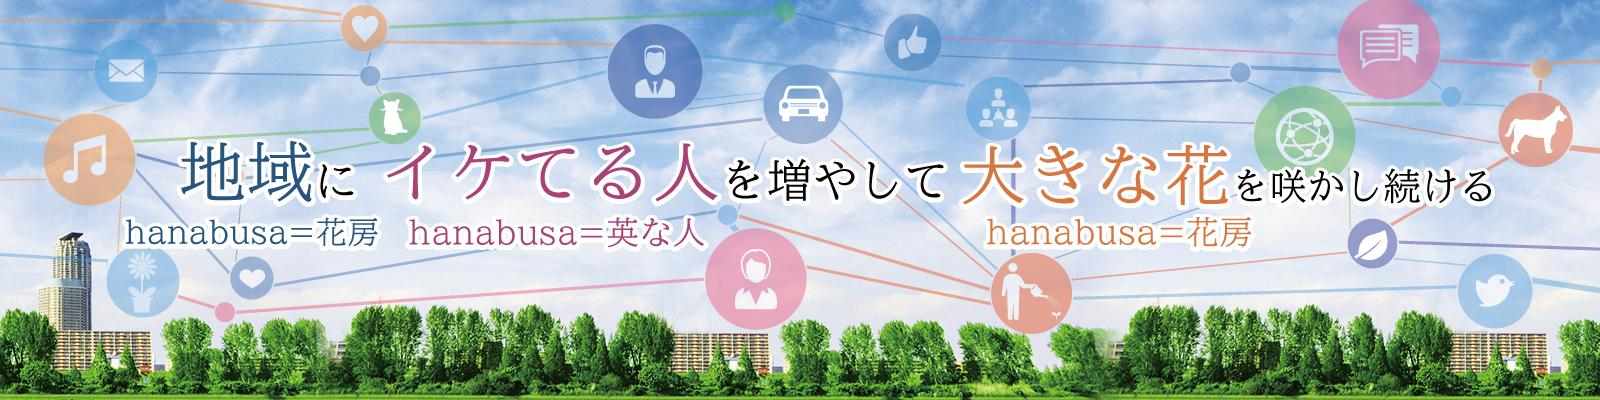 地域に イケてる人を増やして 大きな花を咲かし続ける
hanabusa=花房 hanabusa=英な人 hanabusa=花房